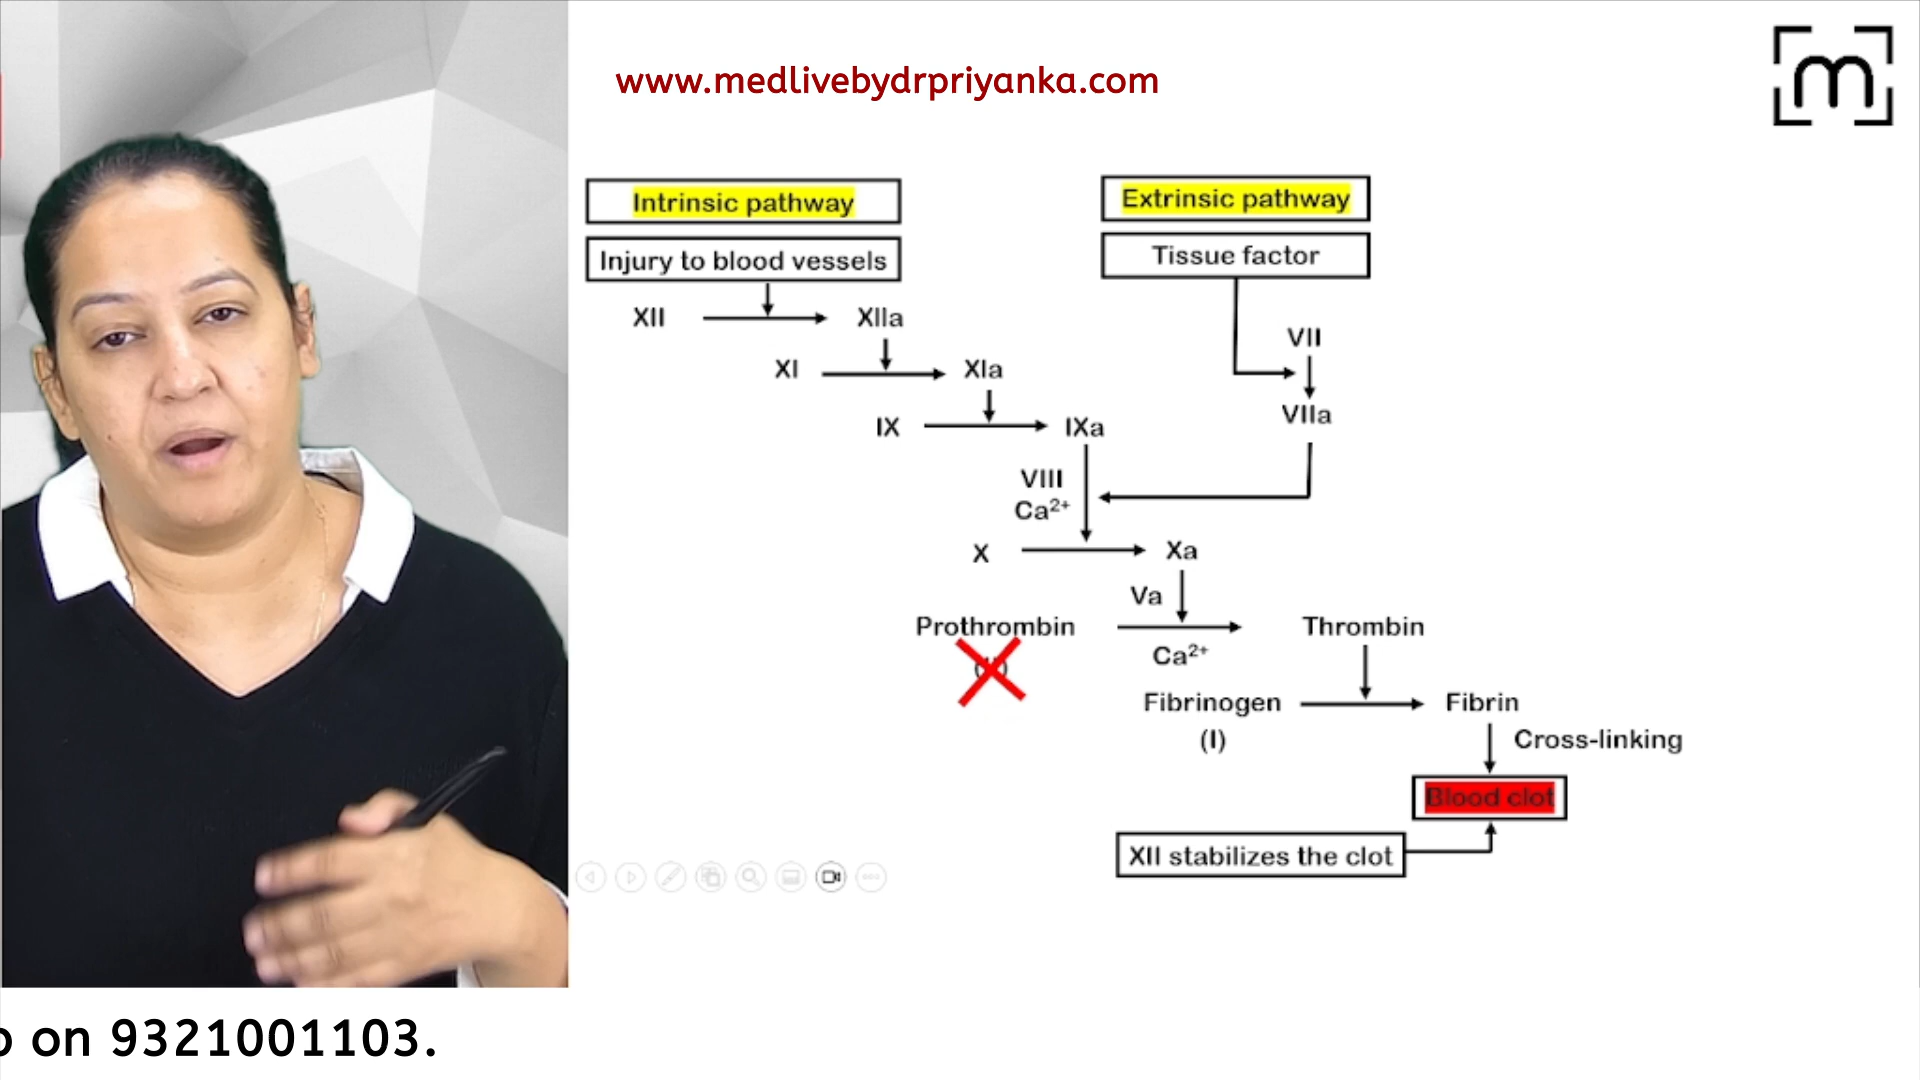 www.medlivebydrpriyanka.com
m
Intrinsic pathway
Injury to blood vessels
XII
XIIa
XI
XIa
IX
IXa
VIII
Ca²⁺
Extrinsic pathway
Tissue factor
VII
VIIa
X
Xa
Va
Prothrombin
Ca²⁺
Thrombin
Fibrinogen
(I)
Fibrin
Cross-linking
Blood clot
XII stabilizes the clot
on 9321001103.